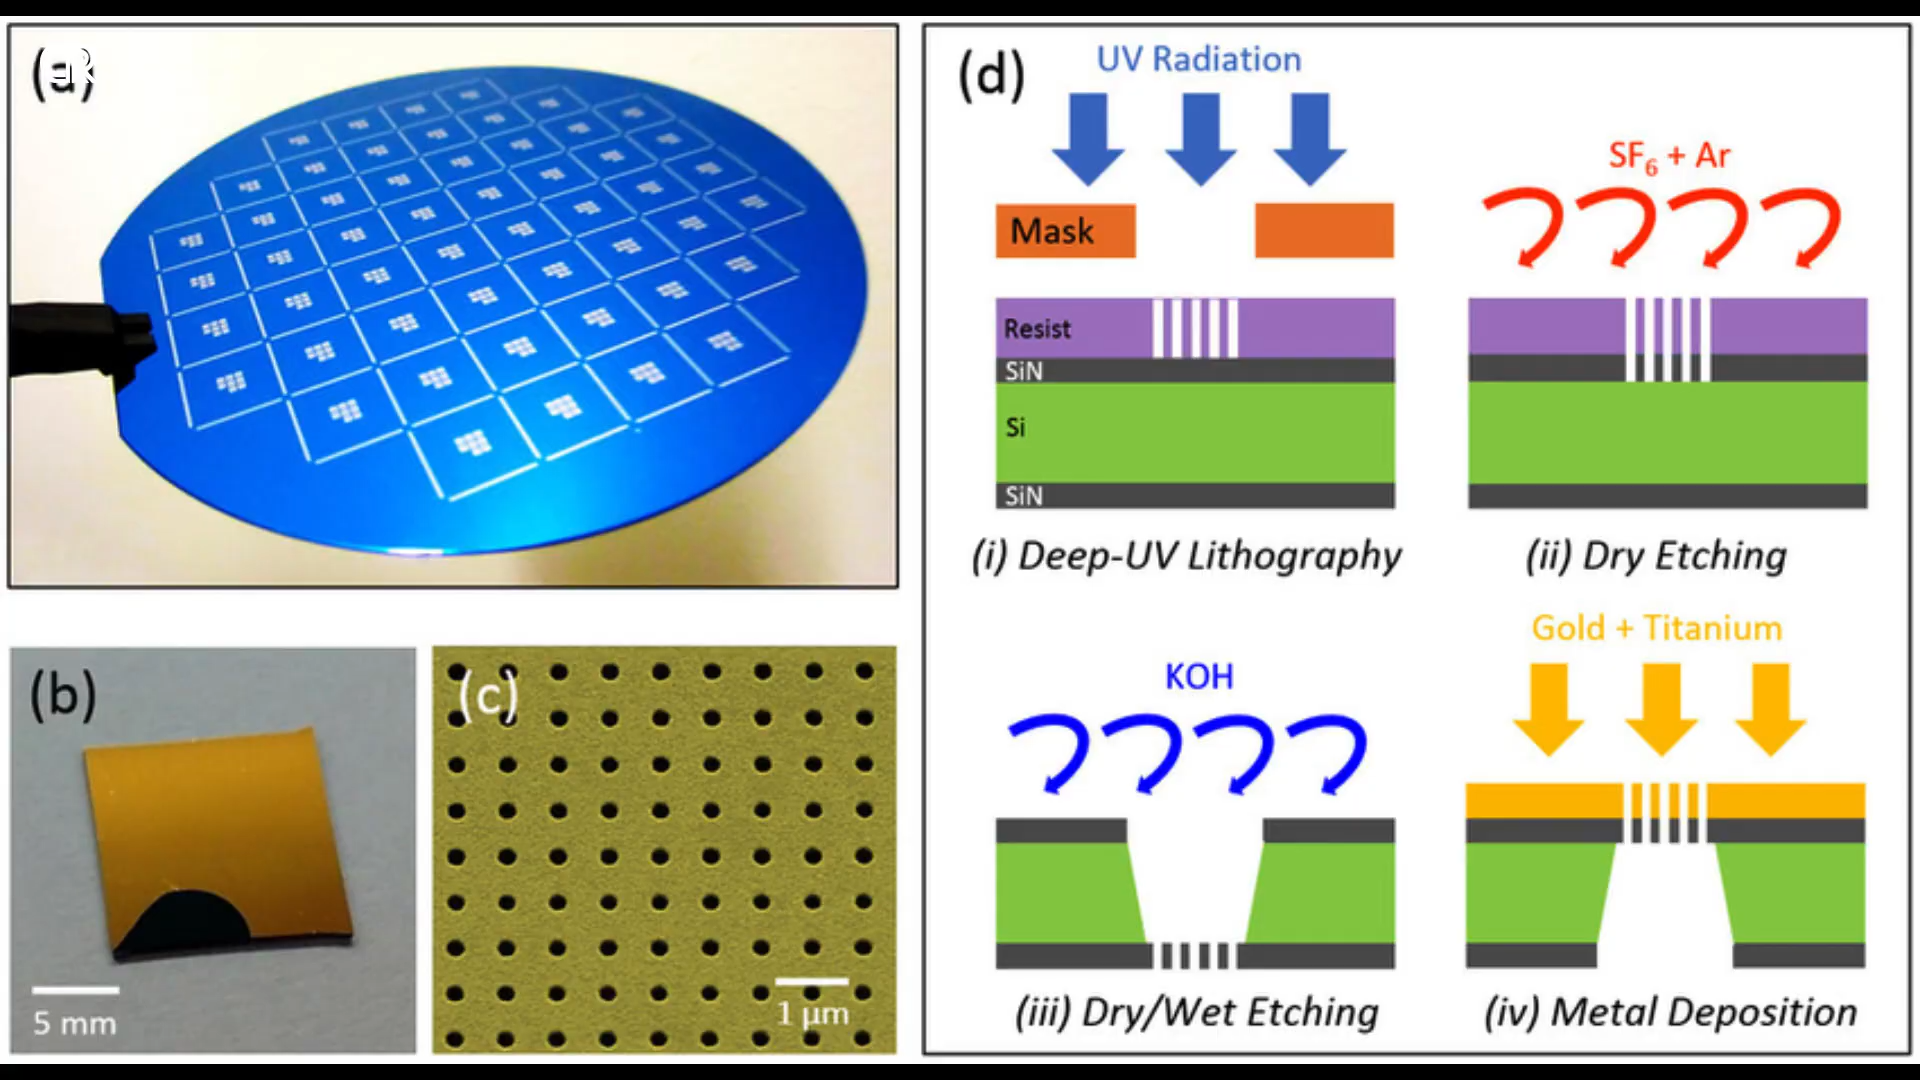 (a)
(b)
5 mm
(c)
1 μm
(d)
UV Radiation
Mask
Resist
SiN
Si
SiN
(i) Deep-UV Lithography
SF₆ + Ar
(ii) Dry Etching
KOH
(iii) Dry/Wet Etching
Gold + Titanium
(iv) Metal Deposition